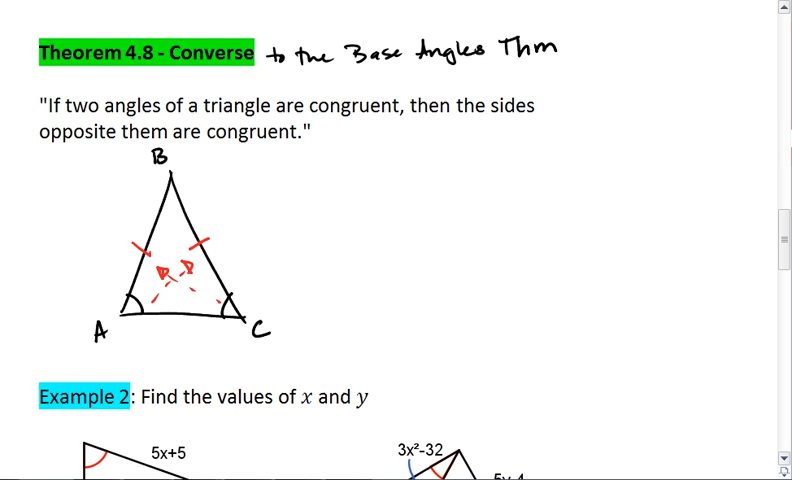 Theorem 4.8 - Converse to the Base Angles Thm
"If two angles of a triangle are congruent, then the sides
opposite them are congruent."
B
A
C
Example 2: Find the values of x and y
5x+5
3x²-32